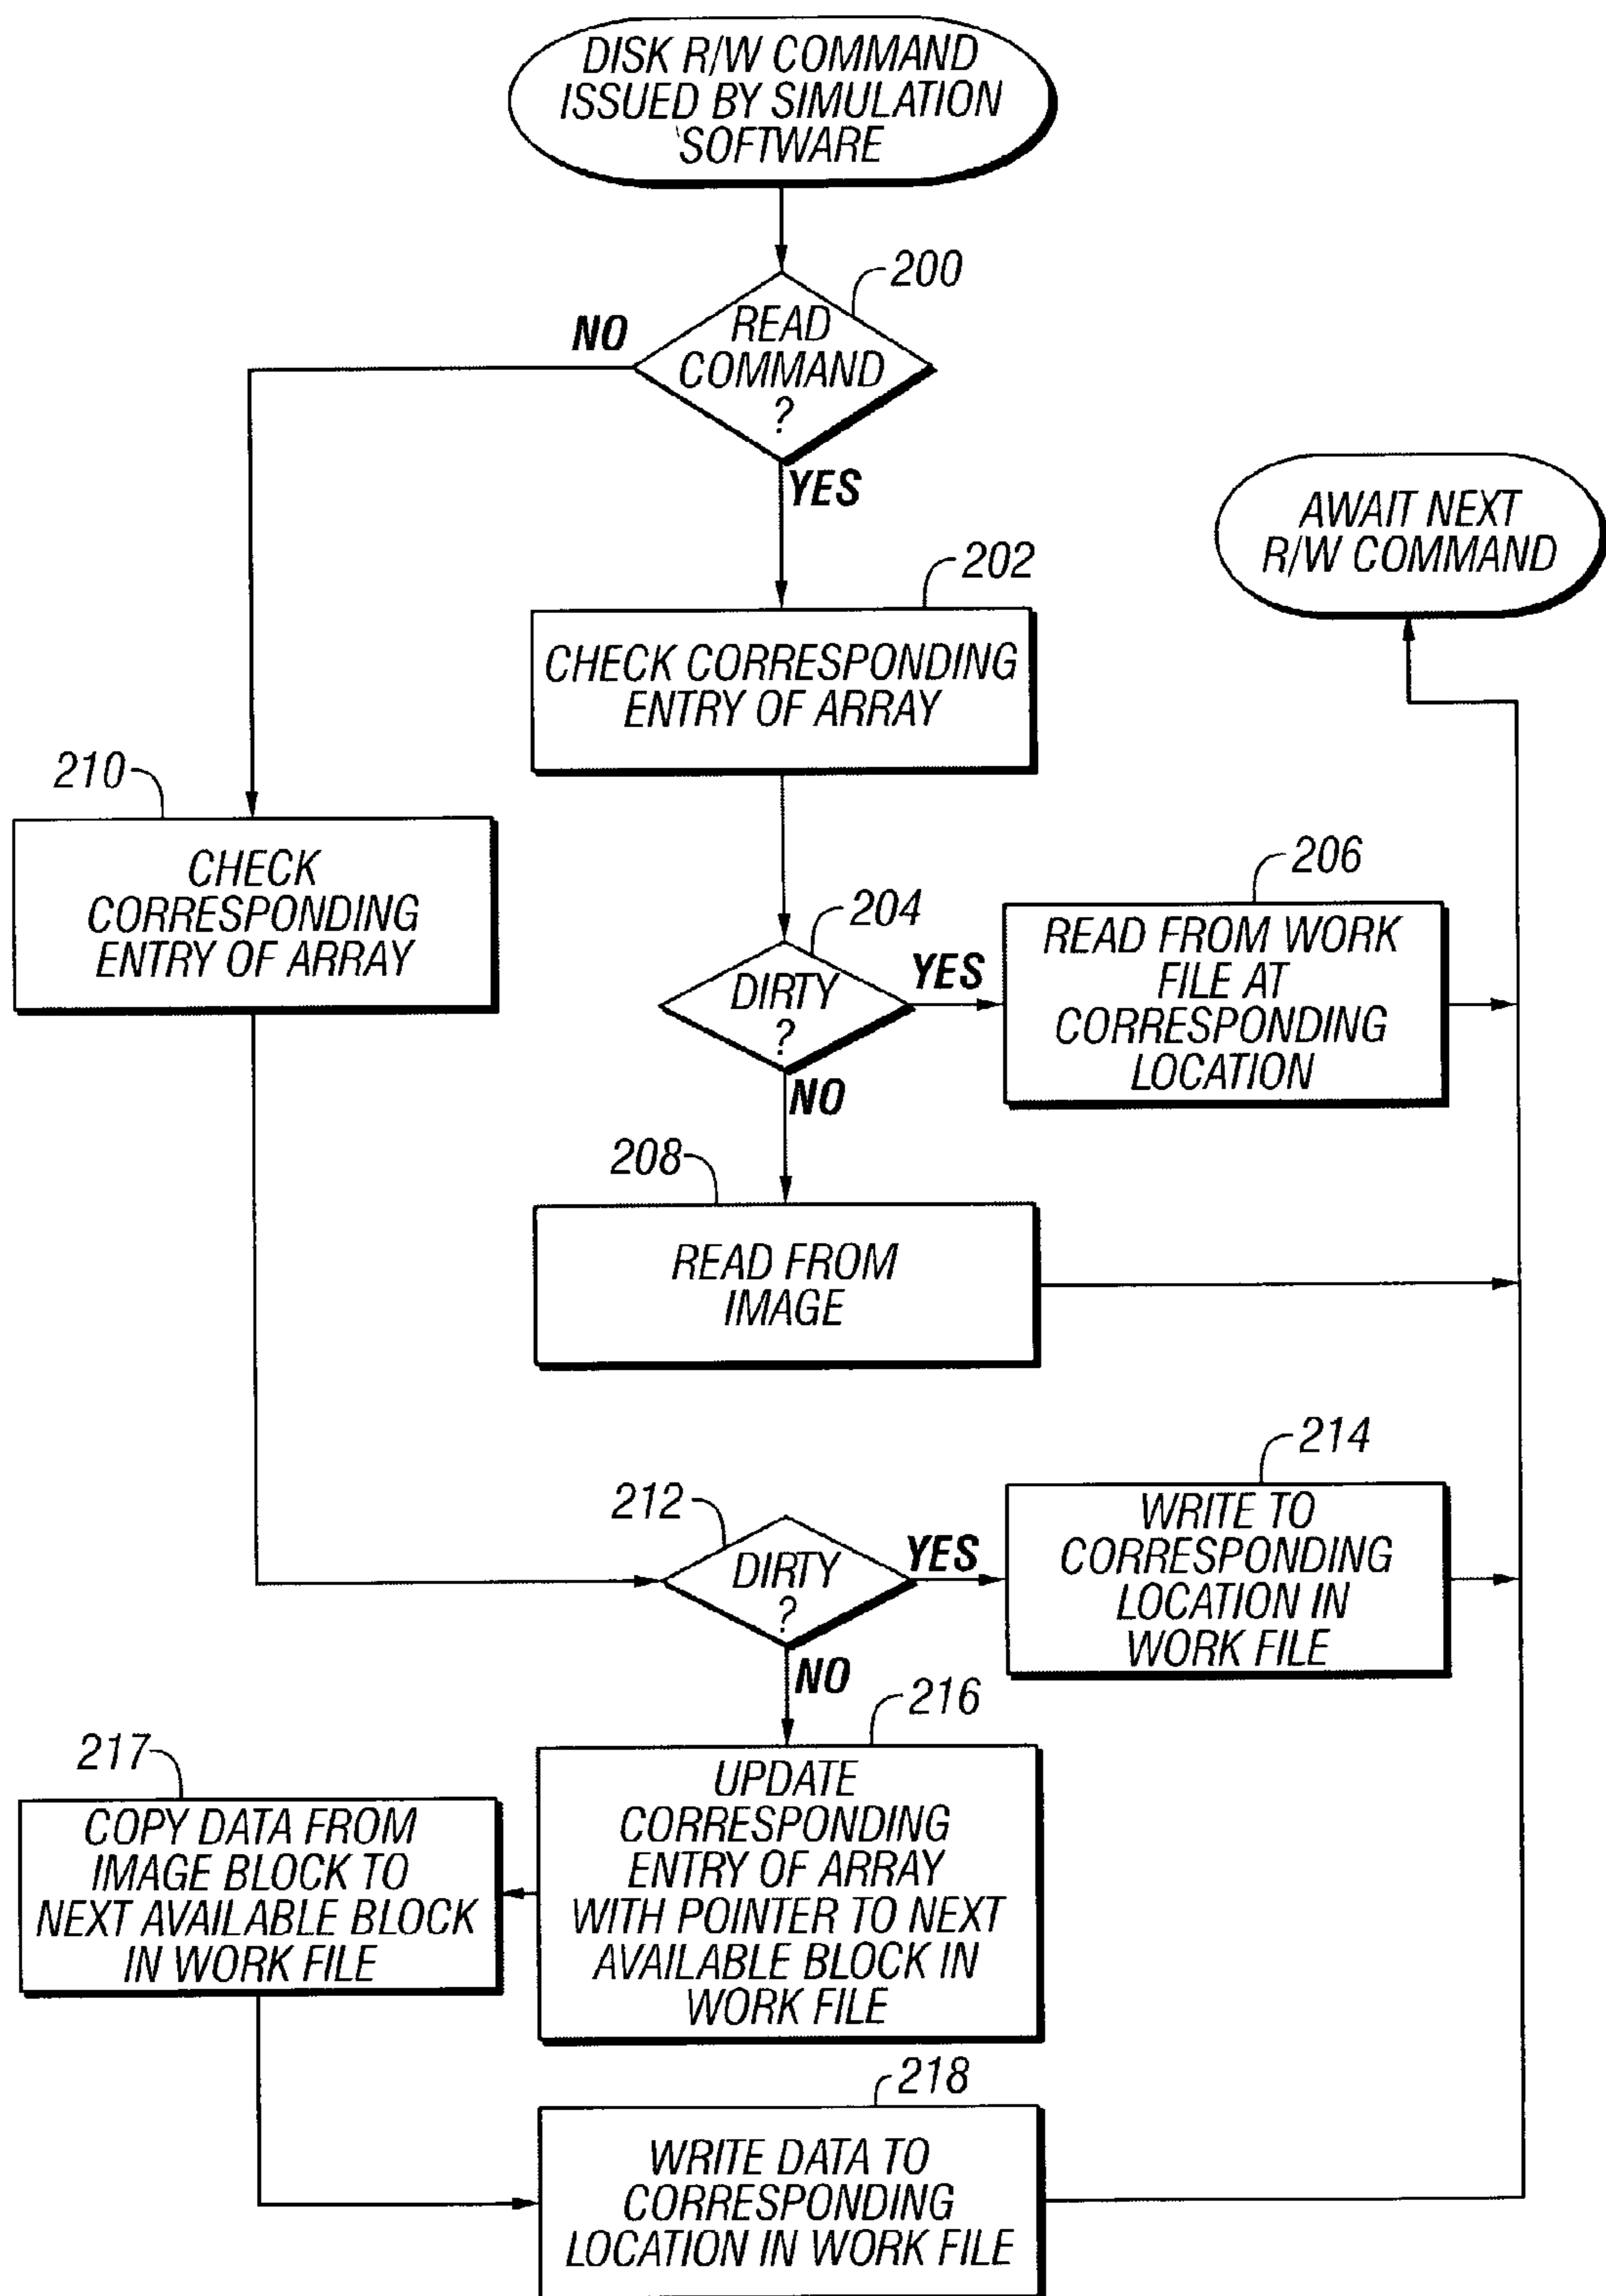 DISK R/W COMMAND
ISSUED BY SIMULATION
SOFTWARE
200
READ
COMMAND
?
NO
YES
AWAIT NEXT
R/W COMMAND
202
CHECK CORRESPONDING
ENTRY OF ARRAY
210
CHECK
CORRESPONDING
ENTRY OF ARRAY
204
DIRTY
?
YES
NO
206
READ FROM WORK
FILE AT
CORRESPONDING
LOCATION
208
READ FROM
IMAGE
212
DIRTY
?
YES
NO
214
WRITE TO
CORRESPONDING
LOCATION IN
WORK FILE
216
UPDATE
CORRESPONDING
ENTRY OF ARRAY
WITH POINTER TO NEXT
AVAILABLE BLOCK IN
WORK FILE
217
COPY DATA FROM
IMAGE BLOCK TO
NEXT AVAILABLE BLOCK
IN WORK FILE
218
WRITE DATA TO
CORRESPONDING
LOCATION IN WORK FILE